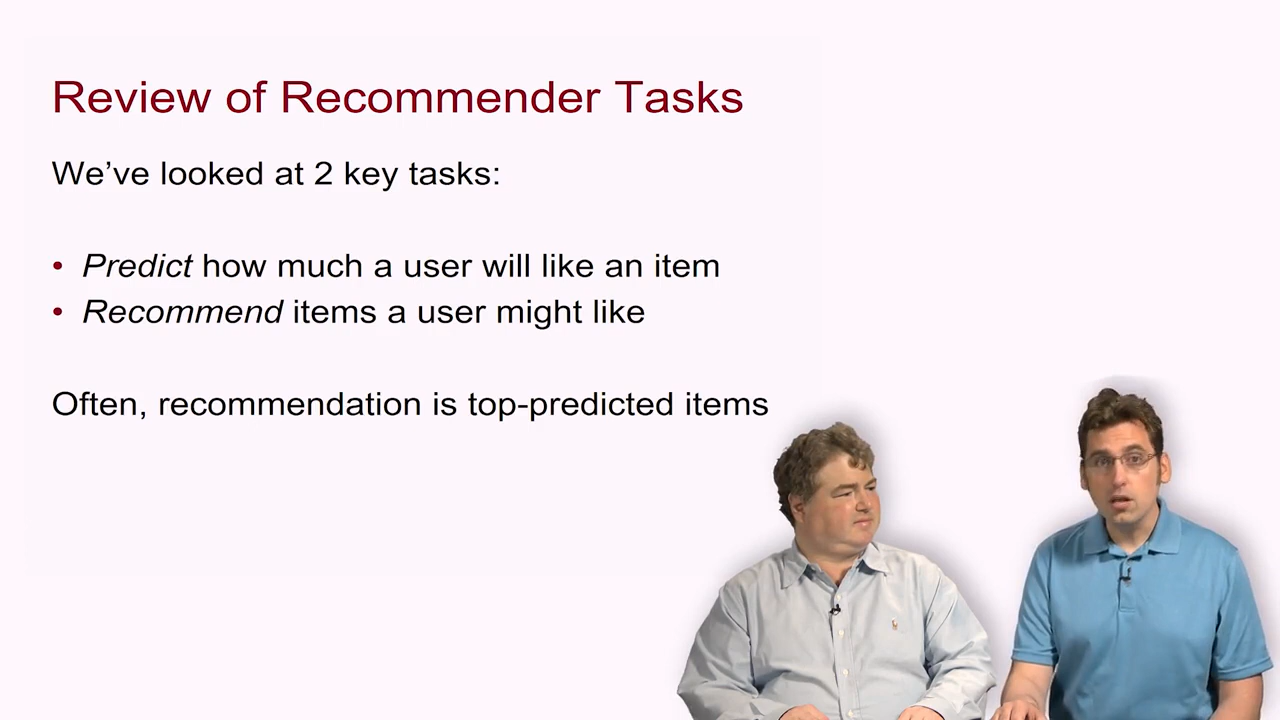 Review of Recommender Tasks
We’ve looked at 2 key tasks:
• Predict how much a user will like an item
• Recommend items a user might like
Often, recommendation is top-predicted items